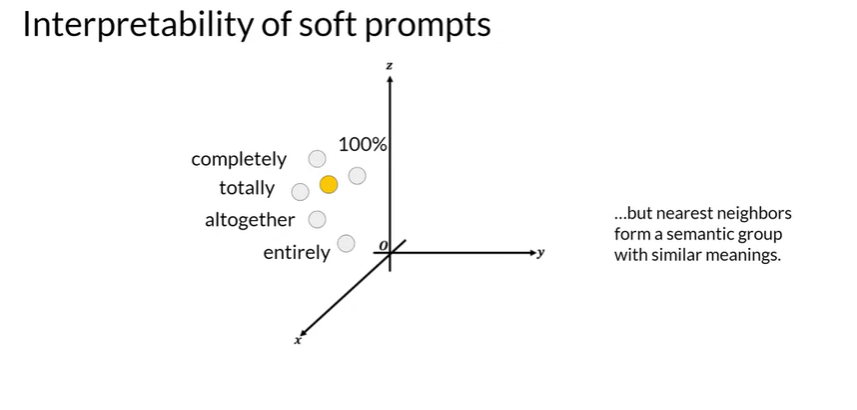 Interpretability of soft prompts
z
100%
completely
totally
altogether
entirely
0
y
x
...but nearest neighbors
form a semantic group
with similar meanings.